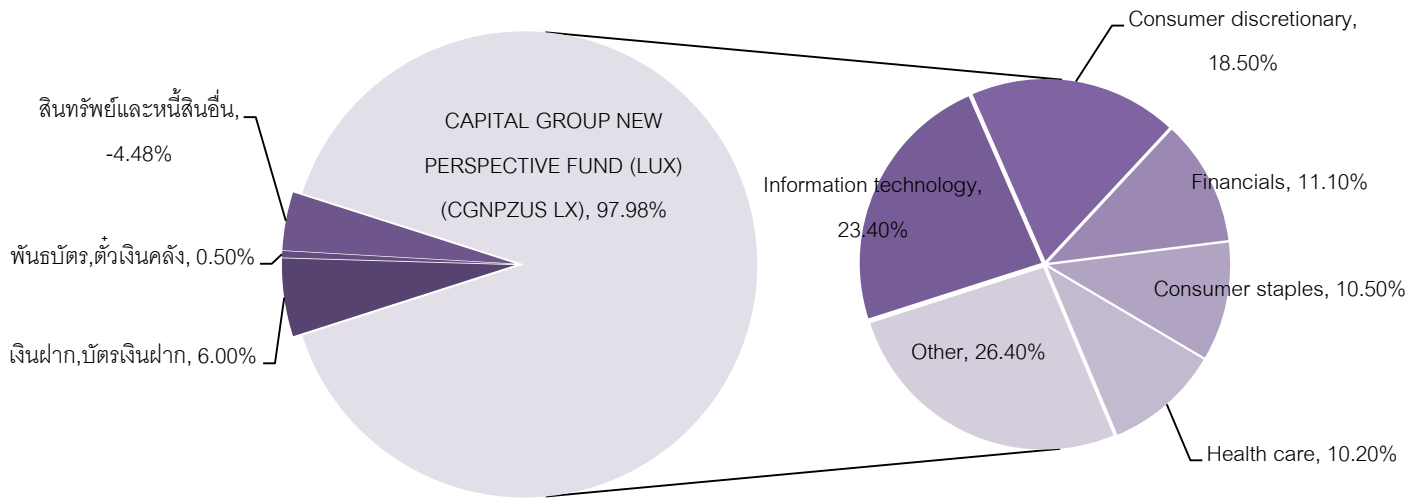 สินทรัพย์และหนี้สินอื่น,
-4.48%
พันธบัตร,ตั๋วเงินคลัง, 0.50%
เงินฝาก,บัตรเงินฝาก, 6.00%
CAPITAL GROUP NEW
PERSPECTIVE FUND (LUX)
(CGNPZUS LX), 97.98%
Consumer discretionary,
18.50%
Information technology,
23.40%
Financials, 11.10%
Consumer staples, 10.50%
Other, 26.40%
Health care, 10.20%